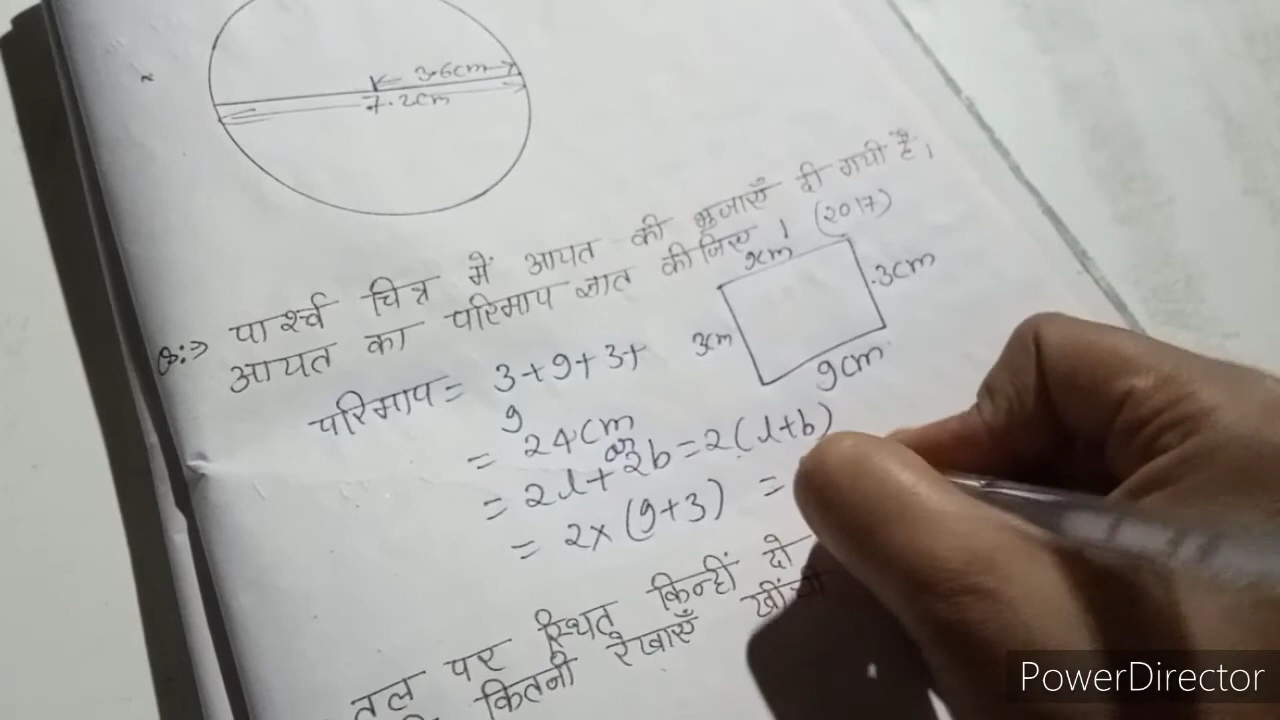 3.6cm
7.2cm
Q:⇒ पार्श्व चित्र में आयत की भुजाएँ दी गयी है।
आयत का परिमाप ज्ञात कीजिए। (2017)
9cm
3cm
3cm
9cm
परिमाप = 3+9+3+
9
= 24cm
or
= 2l+2b=2(l+b)
= 2×(9+3) =
तल पर स्थित किन्हीं दो
कितनी रेखाएँ
PowerDirector